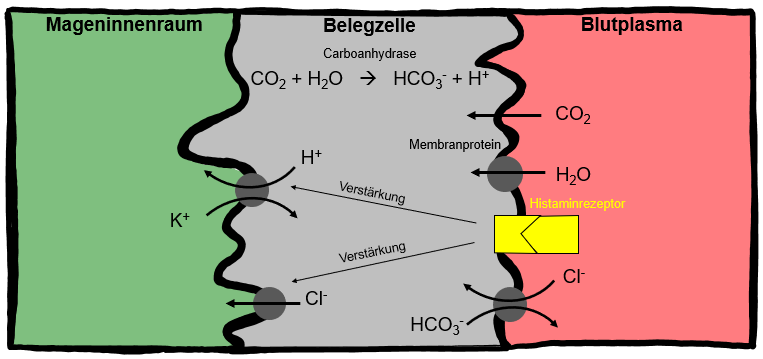 Mageninnenraum
Belegzelle
Blutplasma
Carboanhydrase
CO₂ + H₂O → HCO₃⁻ + H⁺
CO₂
Membranprotein
H⁺
H₂O
Verstärkung
Histaminrezeptor
K⁺
Verstärkung
Cl⁻
Cl⁻
HCO₃⁻